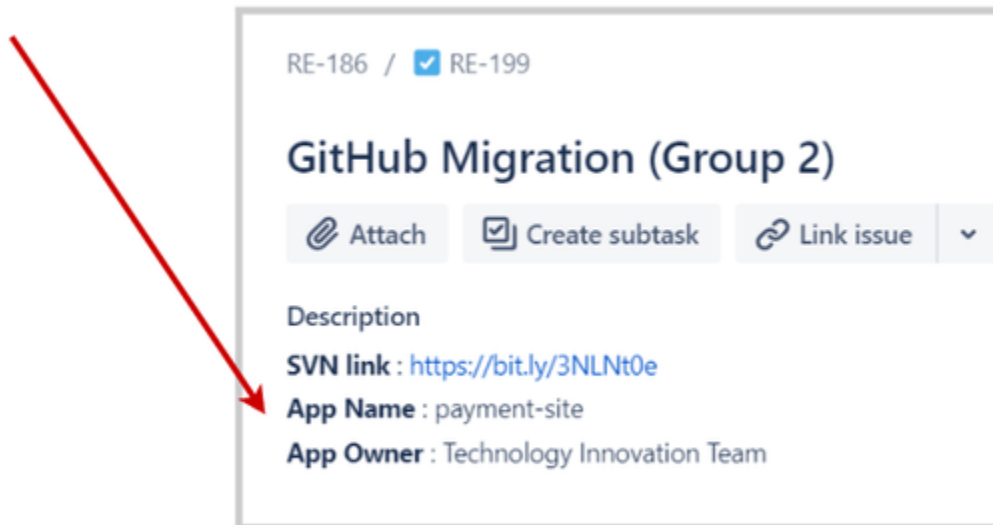 RE-186 / RE-199
GitHub Migration (Group 2)
Attach Create subtask Link issue
Description
SVN link : https://bit.ly/3NLNt0e
App Name : payment-site
App Owner : Technology Innovation Team